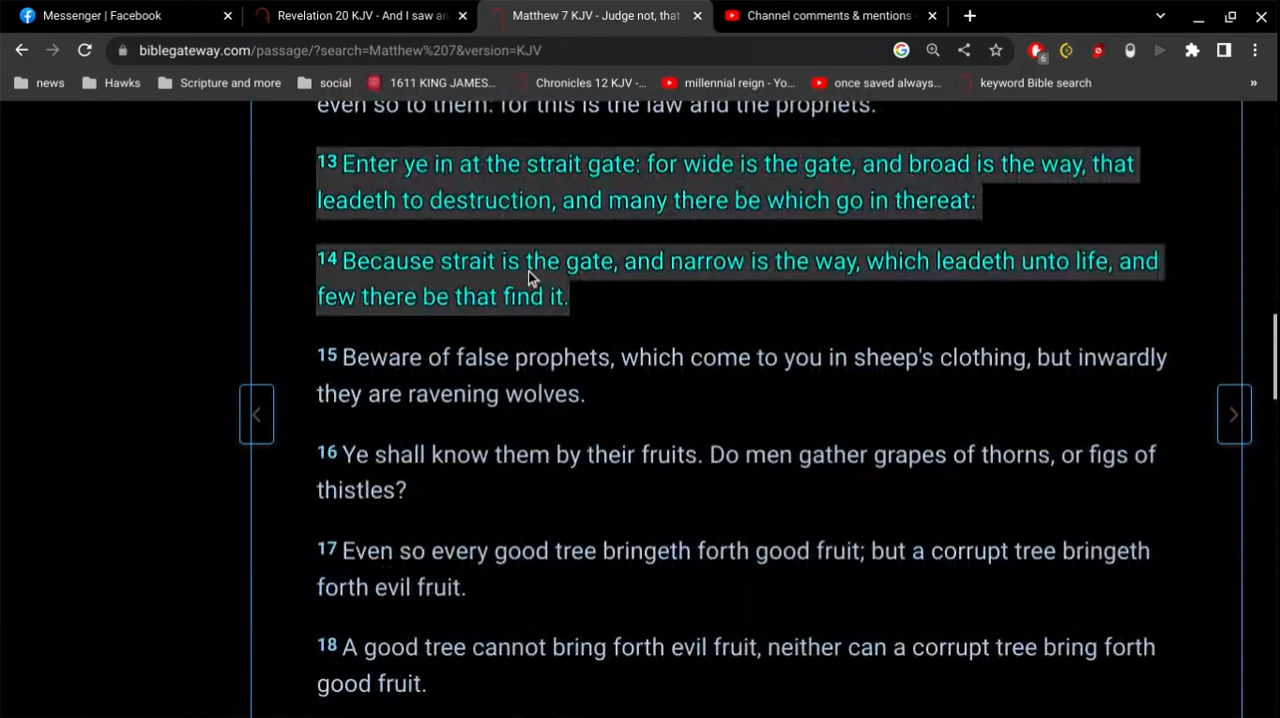 Messenger | Facebook
Revelation 20 KJV - And I saw an
Matthew 7 KJV - Judge not, that
Channel comments & mentions -
biblegateway.com/passage/?search=Matthew%207&version=KJV
6
news
Hawks
Scripture and more
social
1611 KING JAMES...
Chronicles 12 KJV -...
millennial reign - Yo...
once saved always...
keyword Bible search
even so to them: for this is the law and the prophets.
13 Enter ye in at the strait gate: for wide is the gate, and broad is the way, that
leadeth to destruction, and many there be which go in thereat:
14 Because strait is the gate, and narrow is the way, which leadeth unto life, and
few there be that find it.
15 Beware of false prophets, which come to you in sheep's clothing, but inwardly
they are ravening wolves.
16 Ye shall know them by their fruits. Do men gather grapes of thorns, or figs of
thistles?
17 Even so every good tree bringeth forth good fruit; but a corrupt tree bringeth
forth evil fruit.
18 A good tree cannot bring forth evil fruit, neither can a corrupt tree bring forth
good fruit.